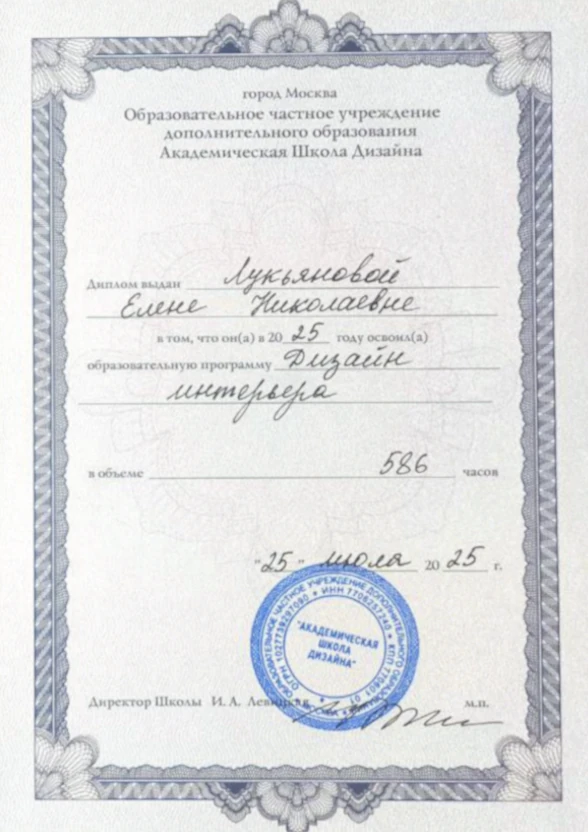 город Москва
Образовательное частное учреждение
дополнительного образования
Академическая Школа Дизайна
Диплом выдан Лукьяновой
Елене Николаевне
в том, что он(а) в 20 25 году освоил(а)
образовательную программу Дизайн
интерьера
в объеме 586 часов
"25" июля 20 25 г.
"АКАДЕМИЧЕСКАЯ
ШКОЛА
ДИЗАЙНА"
Директор Школы И. А. Левицкая м.п.